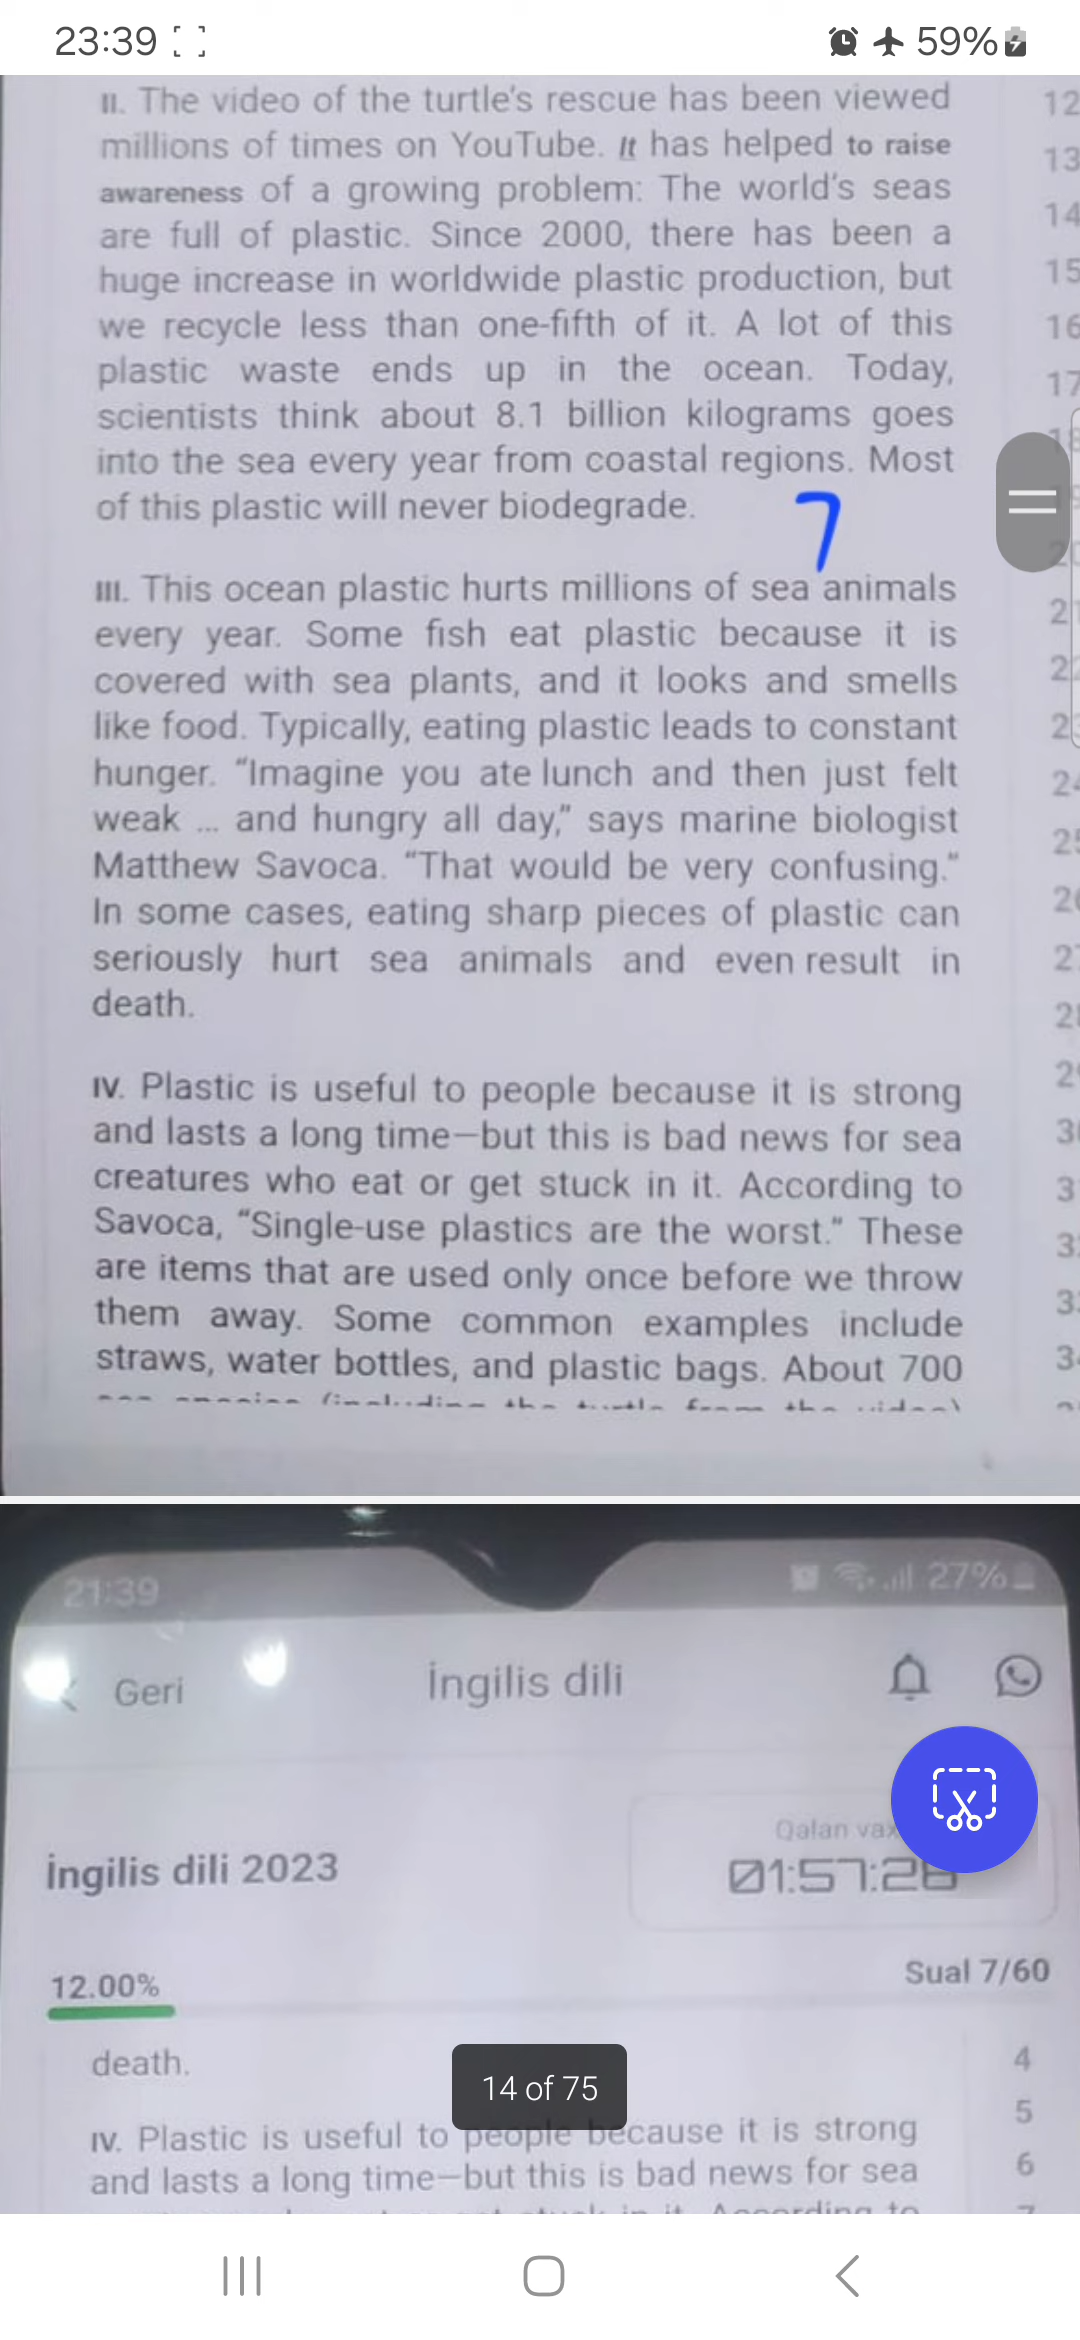 23:39
59%
II. The video of the turtle's rescue has been viewed
millions of times on YouTube. It has helped to raise
awareness of a growing problem: The world's seas
are full of plastic. Since 2000, there has been a
huge increase in worldwide plastic production, but
we recycle less than one-fifth of it. A lot of this
plastic waste ends up in the ocean. Today,
scientists think about 8.1 billion kilograms goes
into the sea every year from coastal regions. Most
of this plastic will never biodegrade.
7
III. This ocean plastic hurts millions of sea animals
every year. Some fish eat plastic because it is
covered with sea plants, and it looks and smells
like food. Typically, eating plastic leads to constant
hunger. “Imagine you ate lunch and then just felt
weak ... and hungry all day,” says marine biologist
Matthew Savoca. “That would be very confusing.”
In some cases, eating sharp pieces of plastic can
seriously hurt sea animals and even result in
death.
IV. Plastic is useful to people because it is strong
and lasts a long time—but this is bad news for sea
creatures who eat or get stuck in it. According to
Savoca, “Single-use plastics are the worst.” These
are items that are used only once before we throw
them away. Some common examples include
straws, water bottles, and plastic bags. About 700
12
13
14
15
16
17
21:39
27%
Geri
İngilis dili
İngilis dili 2023
Qalan vax
01:57:28
12.00%
Sual 7/60
death.
14 of 75
IV. Plastic is useful to people because it is strong
and lasts a long time—but this is bad news for sea
4
5
6